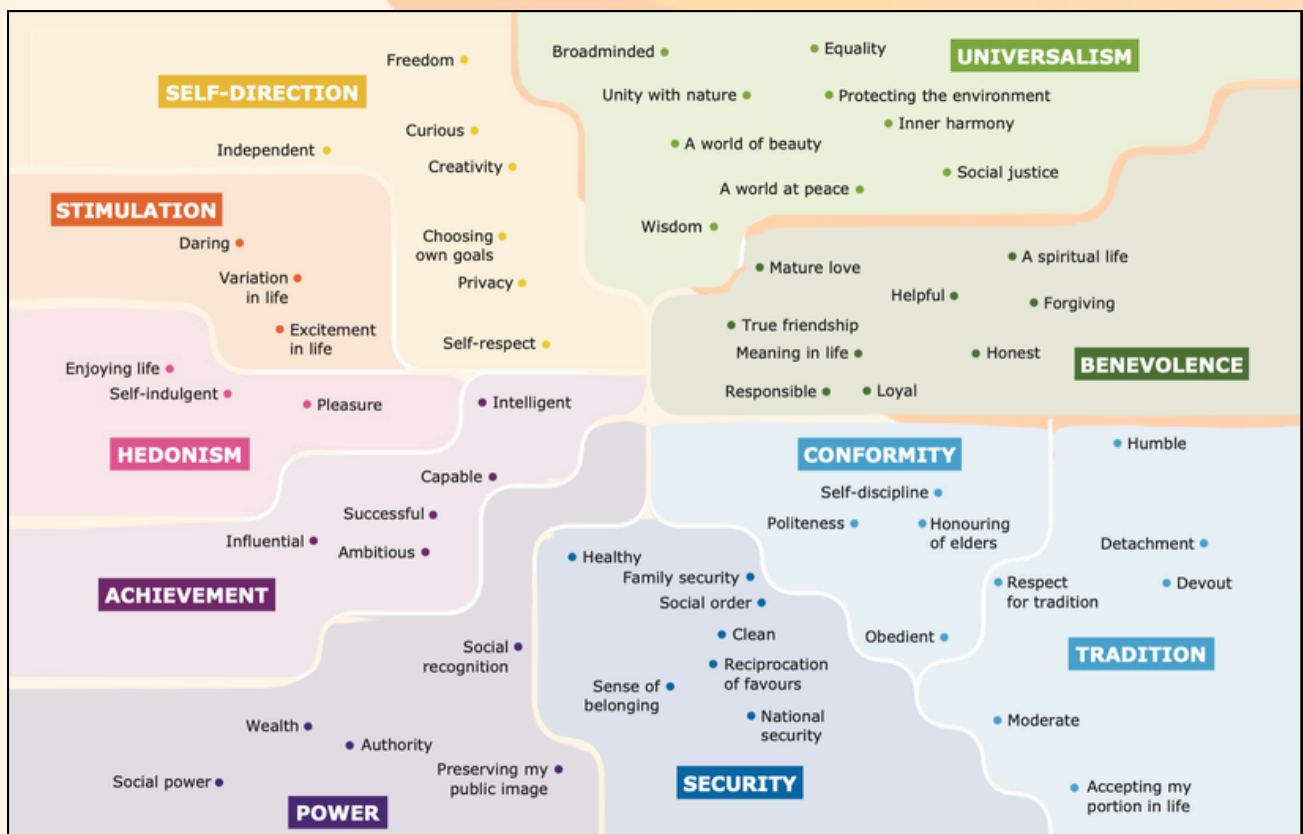 SELF-DIRECTION
Freedom
Curious
Independent
Creativity
Choosing
own goals
Privacy
Self-respect
UNIVERSALISM
Broadminded
Equality
Unity with nature
Protecting the environment
Inner harmony
A world of beauty
Social justice
A world at peace
Wisdom
STIMULATION
Daring
Variation
in life
Excitement
in life
BENEVOLENCE
Mature love
A spiritual life
Helpful
Forgiving
True friendship
Meaning in life
Honest
Responsible
Loyal
HEDONISM
Enjoying life
Self-indulgent
Pleasure
ACHIEVEMENT
Intelligent
Capable
Successful
Influential
Ambitious
CONFORMITY
Self-discipline
Politeness
Honouring
of elders
Obedient
TRADITION
Humble
Detachment
Respect
for tradition
Devout
Moderate
Accepting my
portion in life
SECURITY
Healthy
Family security
Social order
Clean
Reciprocation
of favours
Sense of
belonging
National
security
POWER
Social
recognition
Wealth
Authority
Social power
Preserving my
public image